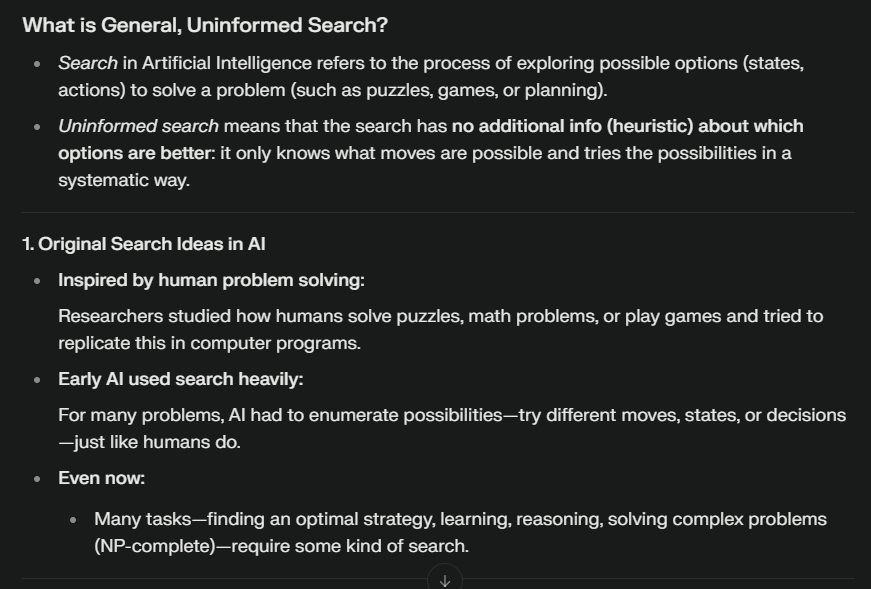 What is General, Uninformed Search?
Search in Artificial Intelligence refers to the process of exploring possible options (states,
actions) to solve a problem (such as puzzles, games, or planning).
Uninformed search means that the search has no additional info (heuristic) about which
options are better: it only knows what moves are possible and tries the possibilities in a
systematic way.
1. Original Search Ideas in AI
Inspired by human problem solving:
Researchers studied how humans solve puzzles, math problems, or play games and tried to
replicate this in computer programs.
Early AI used search heavily:
For many problems, AI had to enumerate possibilities—try different moves, states, or decisions
—just like humans do.
Even now:
Many tasks—finding an optimal strategy, learning, reasoning, solving complex problems
(NP-complete)—require some kind of search.